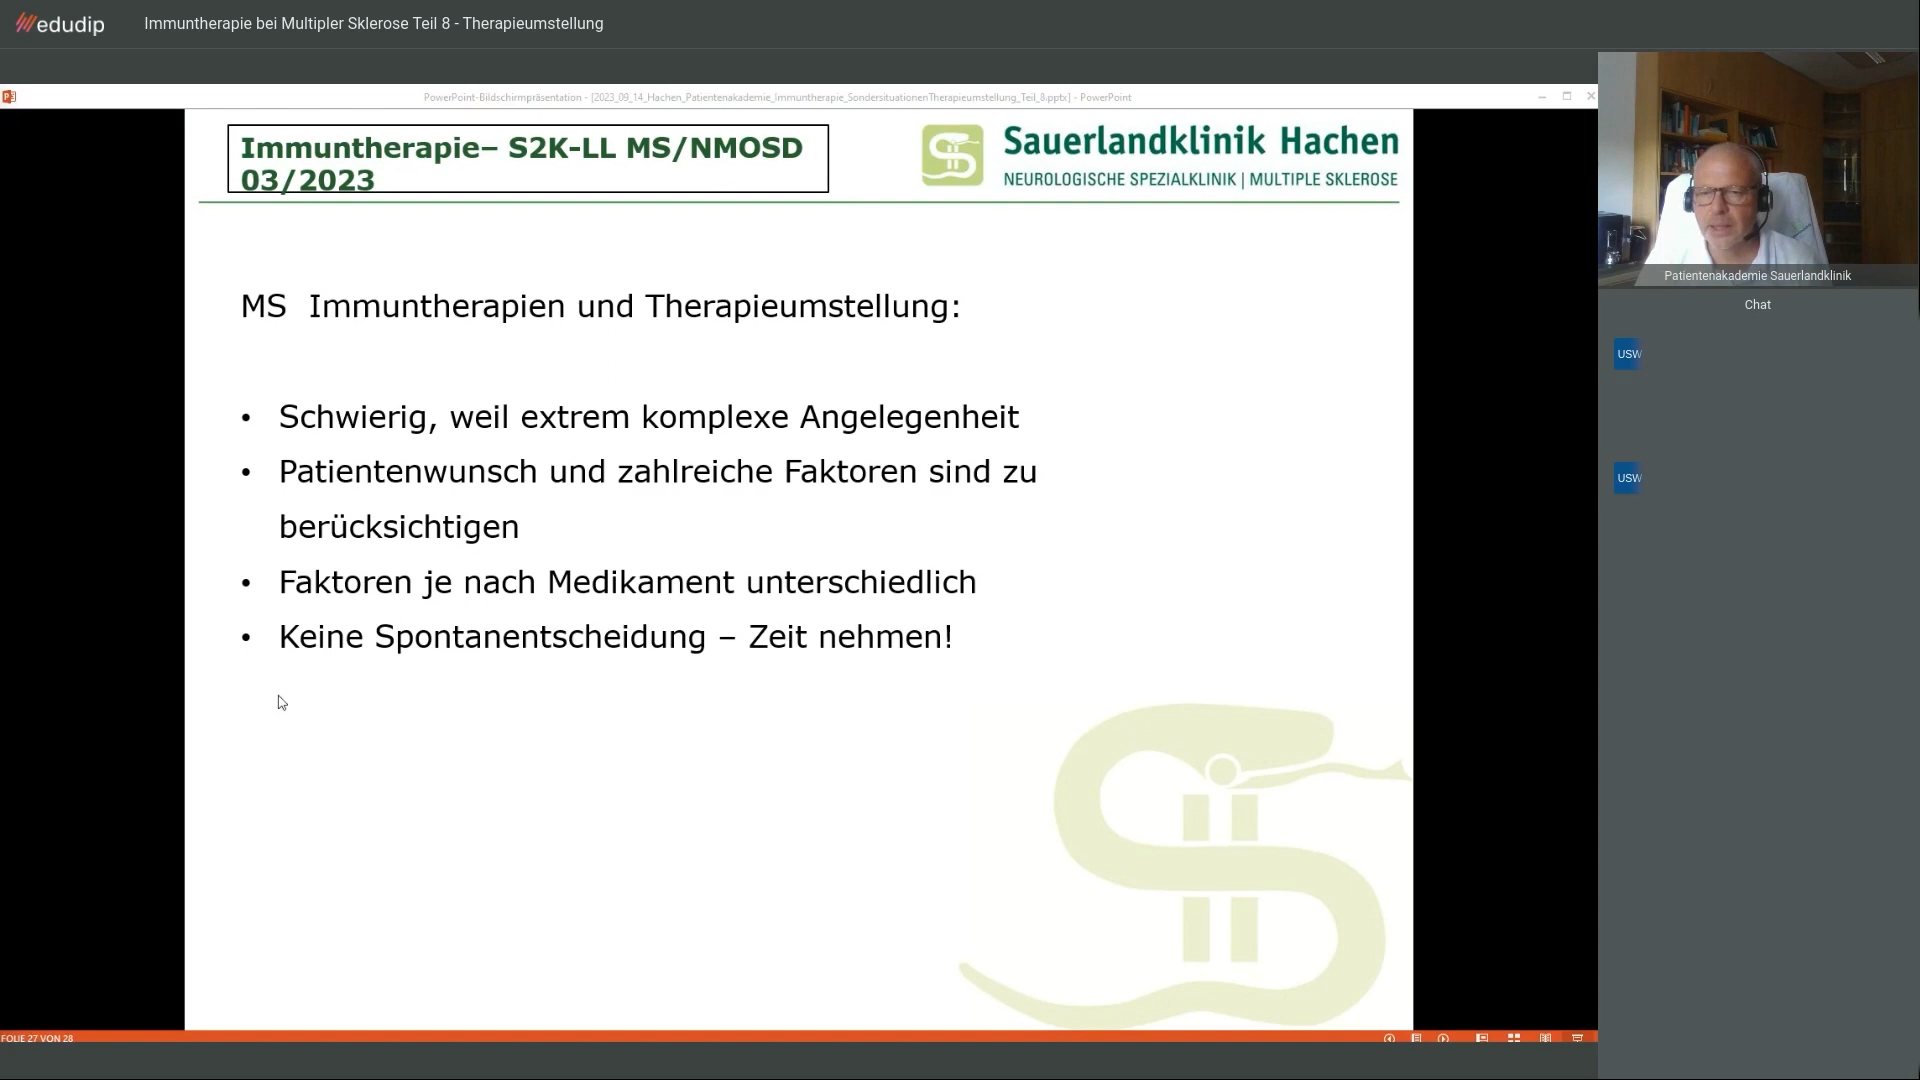 edudip
Immuntherapie bei Multipler Sklerose Teil 8 - Therapieumstellung
PowerPoint-Bildschirmpräsentation - [2023_09_14_Hachen_Patientenakademie_Immuntherapie_SondersituationenTherapieumstellung_Teil_8.pptx] - PowerPoint
Immuntherapie– S2K-LL MS/NMOSD
03/2023
Sauerlandklinik Hachen
NEUROLOGISCHE SPEZIALKLINIK | MULTIPLE SKLEROSE
MS Immuntherapien und Therapieumstellung:
• Schwierig, weil extrem komplexe Angelegenheit
• Patientenwunsch und zahlreiche Faktoren sind zu
berücksichtigen
• Faktoren je nach Medikament unterschiedlich
• Keine Spontanentscheidung – Zeit nehmen!
FOLIE 27 VON 28
Patientenakademie Sauerlandklinik
Chat
USW
USW